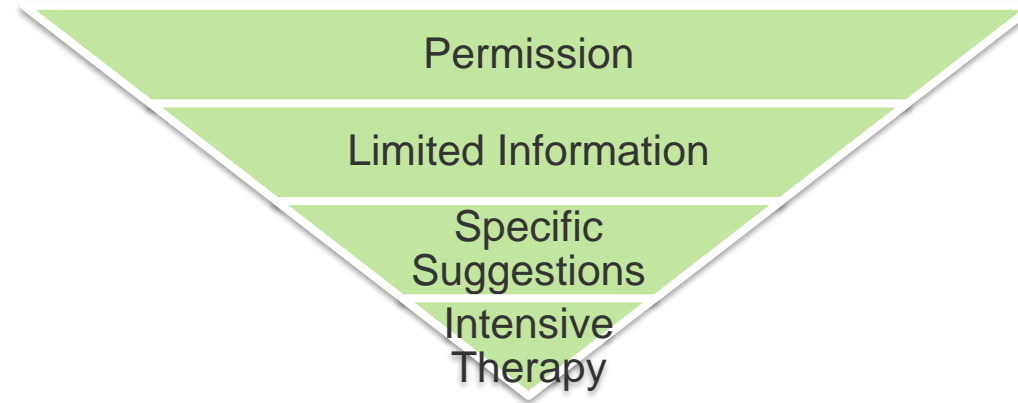 Permission
Limited Information
Specific
Suggestions
Intensive
Therapy